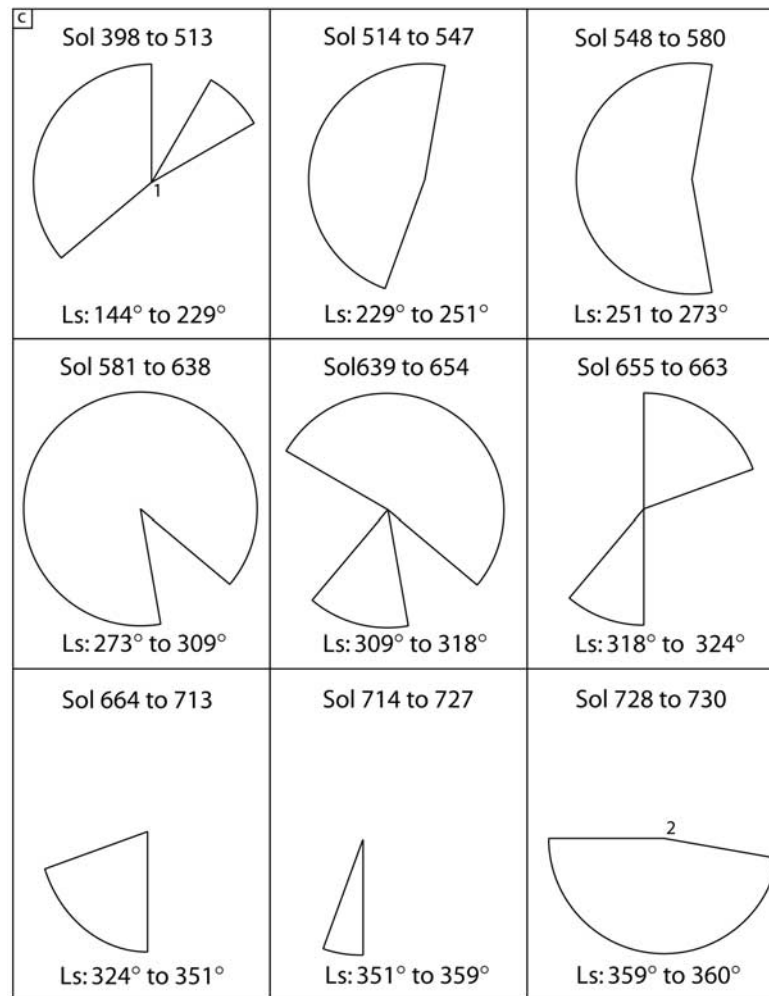 c
Sol 398 to 513
1
Ls: 144° to 229°
Sol 514 to 547
Ls: 229° to 251°
Sol 548 to 580
Ls: 251 to 273°
Sol 581 to 638
Ls: 273° to 309°
Sol639 to 654
Ls: 309° to 318°
Sol 655 to 663
Ls: 318° to 324°
Sol 664 to 713
Ls: 324° to 351°
Sol 714 to 727
Ls: 351° to 359°
Sol 728 to 730
2
Ls: 359° to 360°